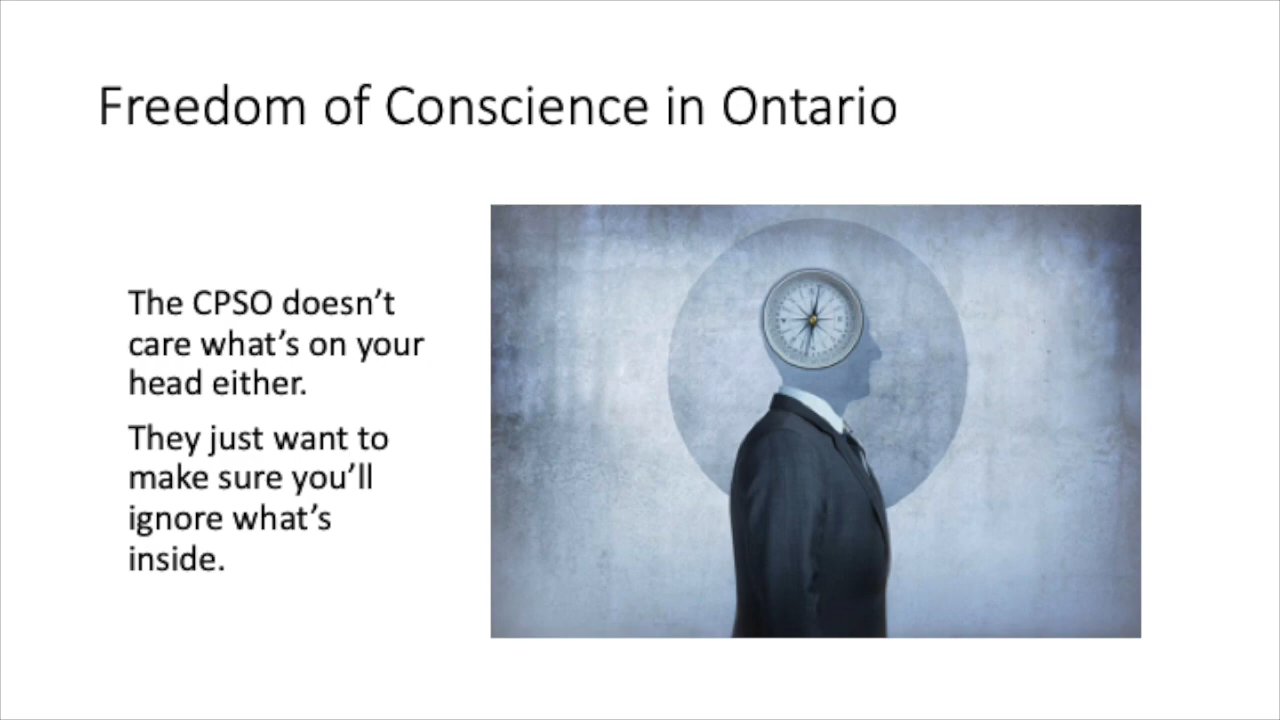 Freedom of Conscience in Ontario
The CPSO doesn’t
care what’s on your
head either.
They just want to
make sure you’ll
ignore what’s
inside.